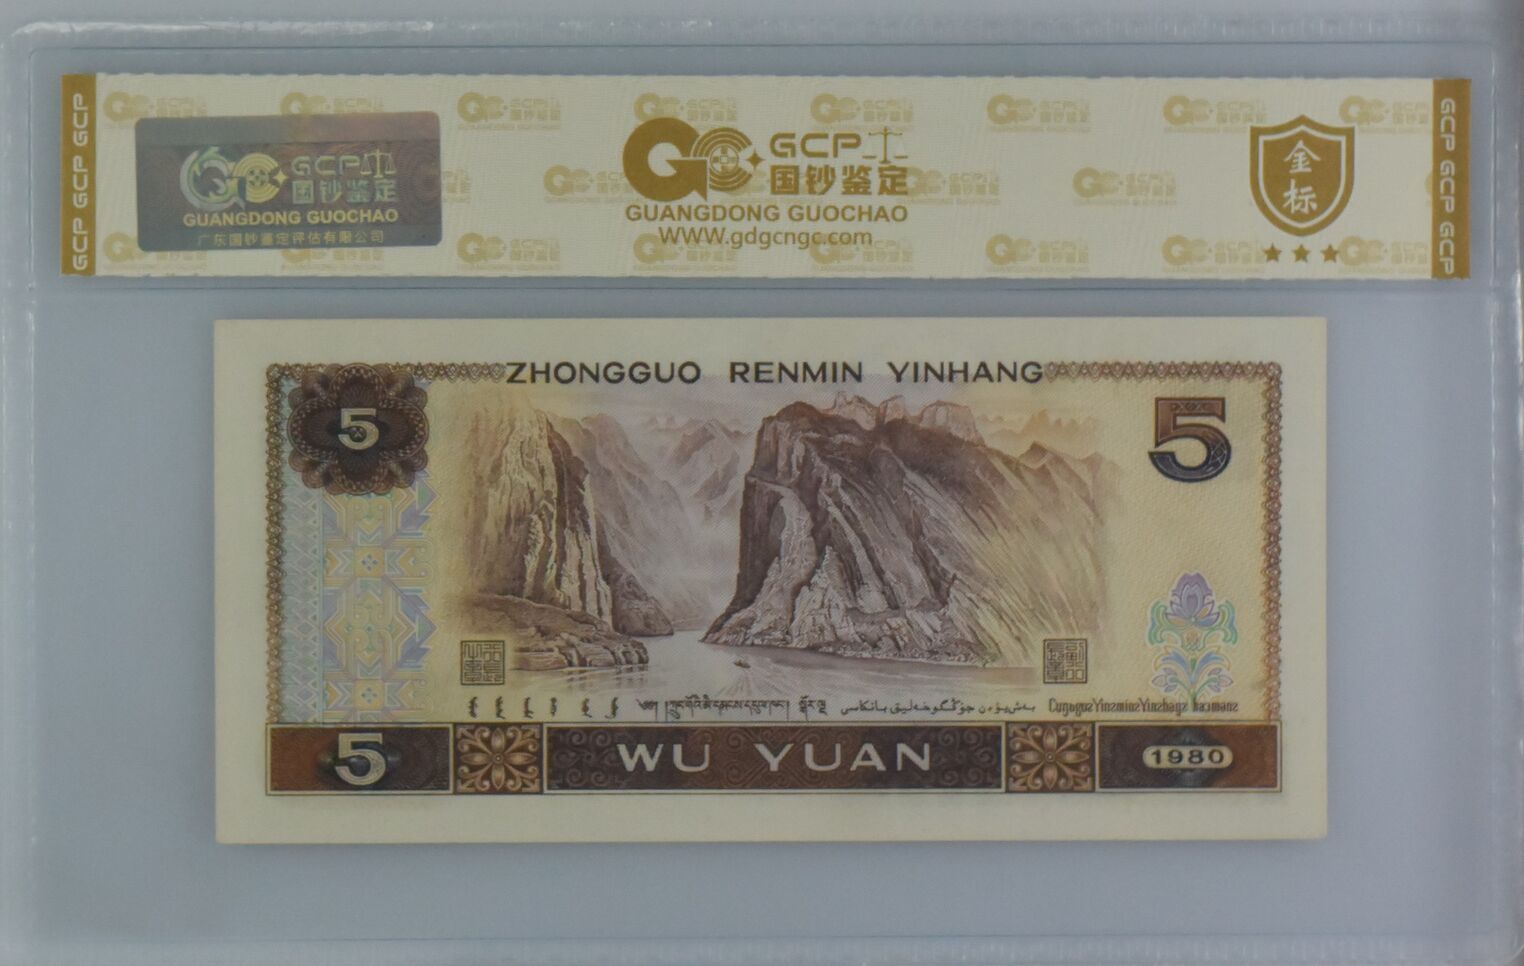 GCP GCP GCP
GCP
国钞鉴定
GUANGDONG GUOCHAO
广东国钞鉴定评估有限公司
GCP
国钞鉴定
GUANGDONG GUOCHAO
WWW.gdgcngc.com
金
标
GCP GCP GCP
ZHONGGUO RENMIN YINHANG
5
5
5
WU YUAN
1980